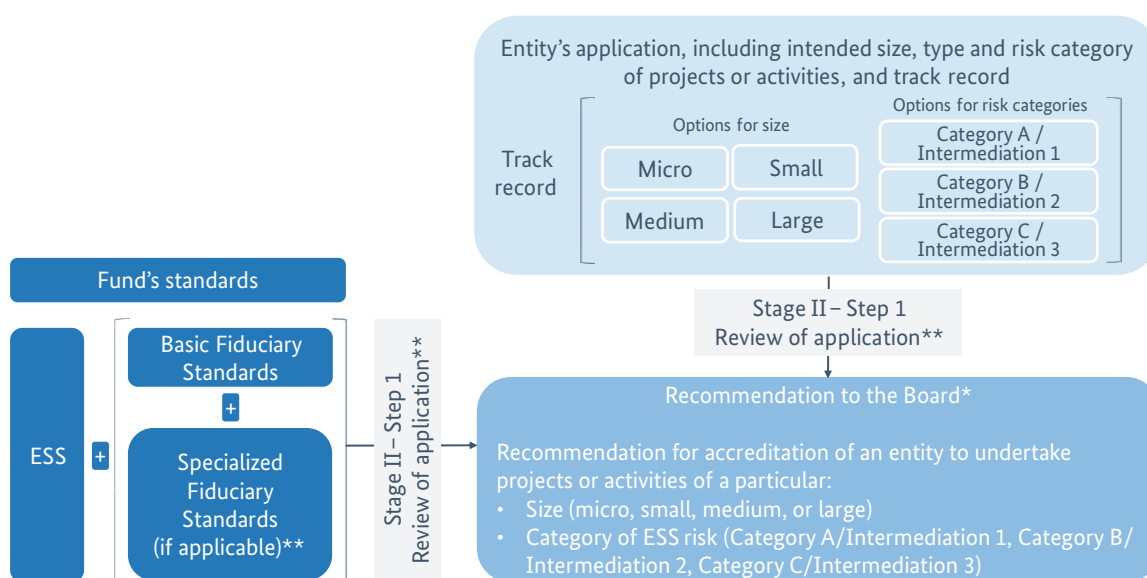 Entity's application, including intended size, type and risk category
of projects or activities, and track record
Track
record
Options for size
Micro
Small
Medium
Large
Options for risk categories
Category A /
Intermediation 1
Category B /
Intermediation 2
Category C /
Intermediation 3
Fund's standards
ESS
+
Basic Fiduciary
Standards
+
Specialized
Fiduciary
Standards
(if applicable)**
Stage II – Step 1
Review of application**
Stage II – Step 1
Review of application**
Recommendation to the Board*
Recommendation for accreditation of an entity to undertake
projects or activities of a particular:
• Size (micro, small, medium, or large)
• Category of ESS risk (Category A/Intermediation 1, Category B/
Intermediation 2, Category C/Intermediation 3)